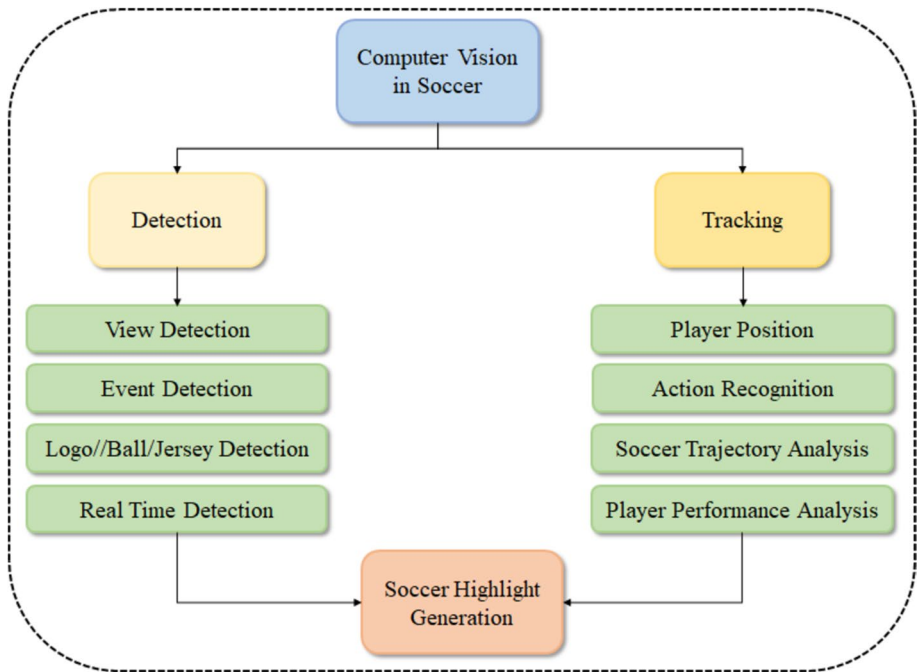 Computer Vision
in Soccer
Detection
Tracking
View Detection
Event Detection
Logo//Ball/Jersey Detection
Real Time Detection
Player Position
Action Recognition
Soccer Trajectory Analysis
Player Performance Analysis
Soccer Highlight
Generation